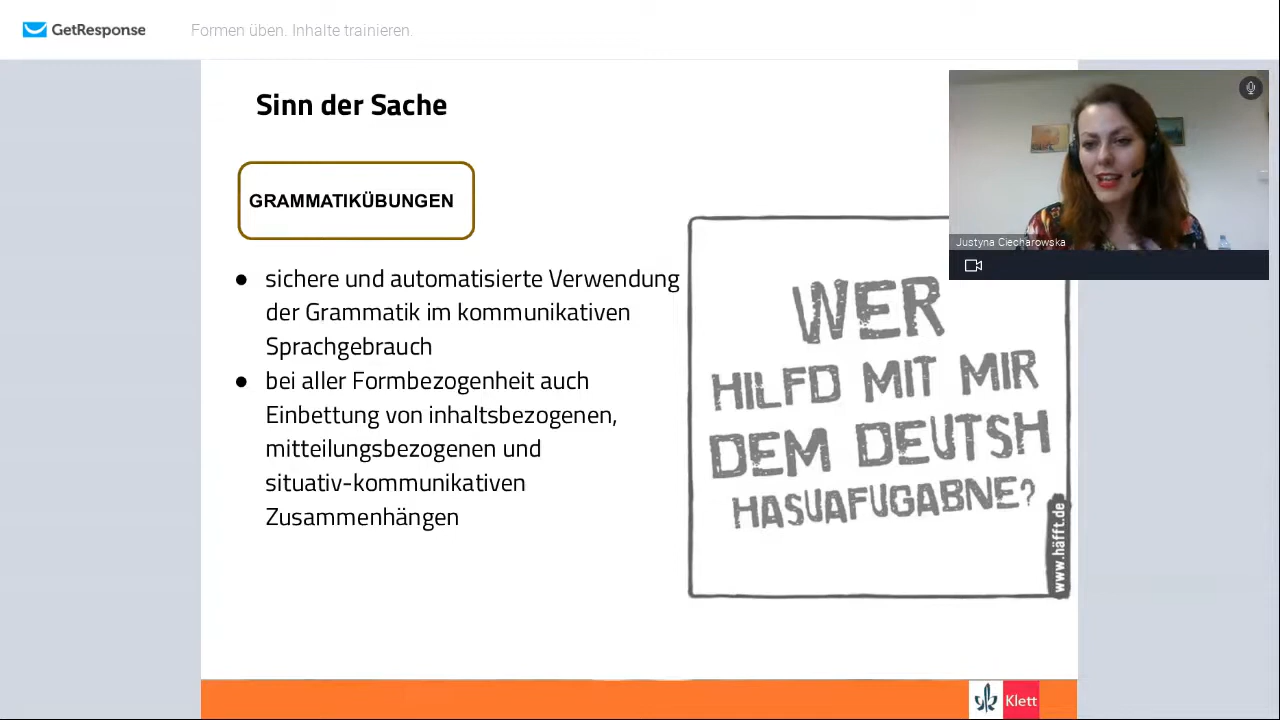 GetResponse
Formen üben. Inhalte trainieren.
Sinn der Sache
GRAMMATIKÜBUNGEN
● sichere und automatisierte Verwendung
der Grammatik im kommunikativen
Sprachgebrauch
● bei aller Formbezogenheit auch
Einbettung von inhaltsbezogenen,
mitteilungsbezogenen und
situativ-kommunikativen
Zusammenhängen
Justyna Ciecharowska
WER
HILFD MIT MIR
DEM DEUTSH
HASUAFUGABNE?
www.häfft.de
Klett